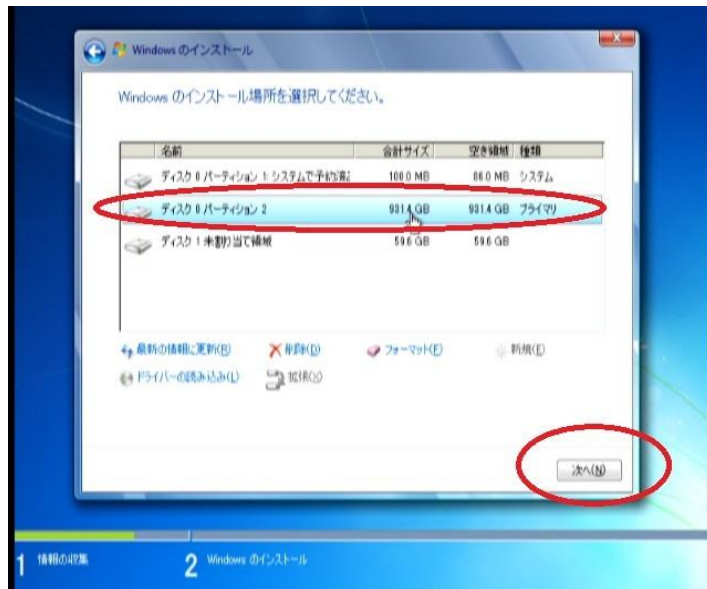 Windows のインストール
Windows のインストール場所を選択してください。
名前 合計サイズ 空き領域 種類
ディスク 0 パーティション 1: システムで予約済み 100.0 MB 86.0 MB システム
ディスク 0 パーティション 2 931.4 GB 931.4 GB プライマリ
ディスク 1 未割り当て領域 59.6 GB 59.6 GB
最新の情報に更新(R) 削除(D) フォーマット(F) 新規(E)
ドライバーの読み込み(L) 拡張(X)
次へ(N)
1 情報の収集 2 Windows のインストール